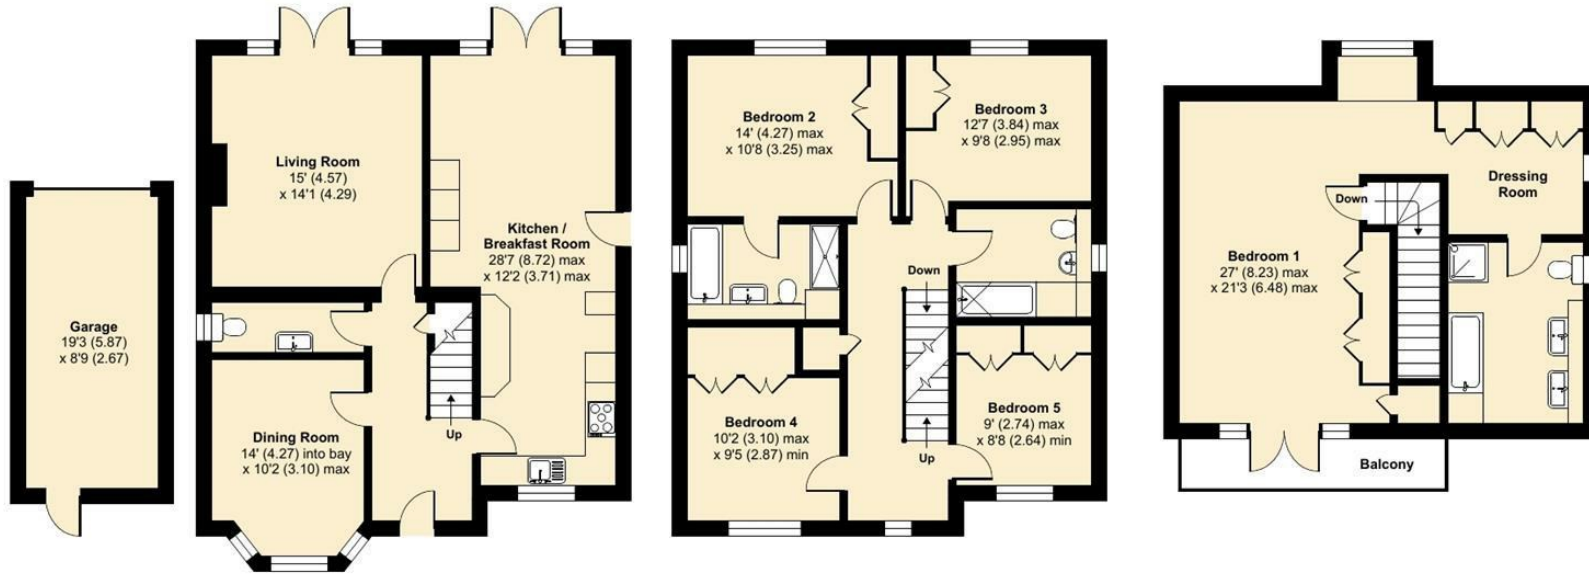 Garage
19'3 (5.87)
x 8'9 (2.67)
Living Room
15' (4.57)
x 14'1 (4.29)
Kitchen /
Breakfast Room
28'7 (8.72) max
x 12'2 (3.71) max
Dining Room
14' (4.27) into bay
x 10'2 (3.10) max
Up
Bedroom 2
14' (4.27) max
x 10'8 (3.25) max
Bedroom 3
12'7 (3.84) max
x 9'8 (2.95) max
Down
Bedroom 4
10'2 (3.10) max
x 9'5 (2.87) min
Up
Bedroom 5
9' (2.74) max
x 8'8 (2.64) min
Dressing
Room
Down
Bedroom 1
27' (8.23) max
x 21'3 (6.48) max
Balcony